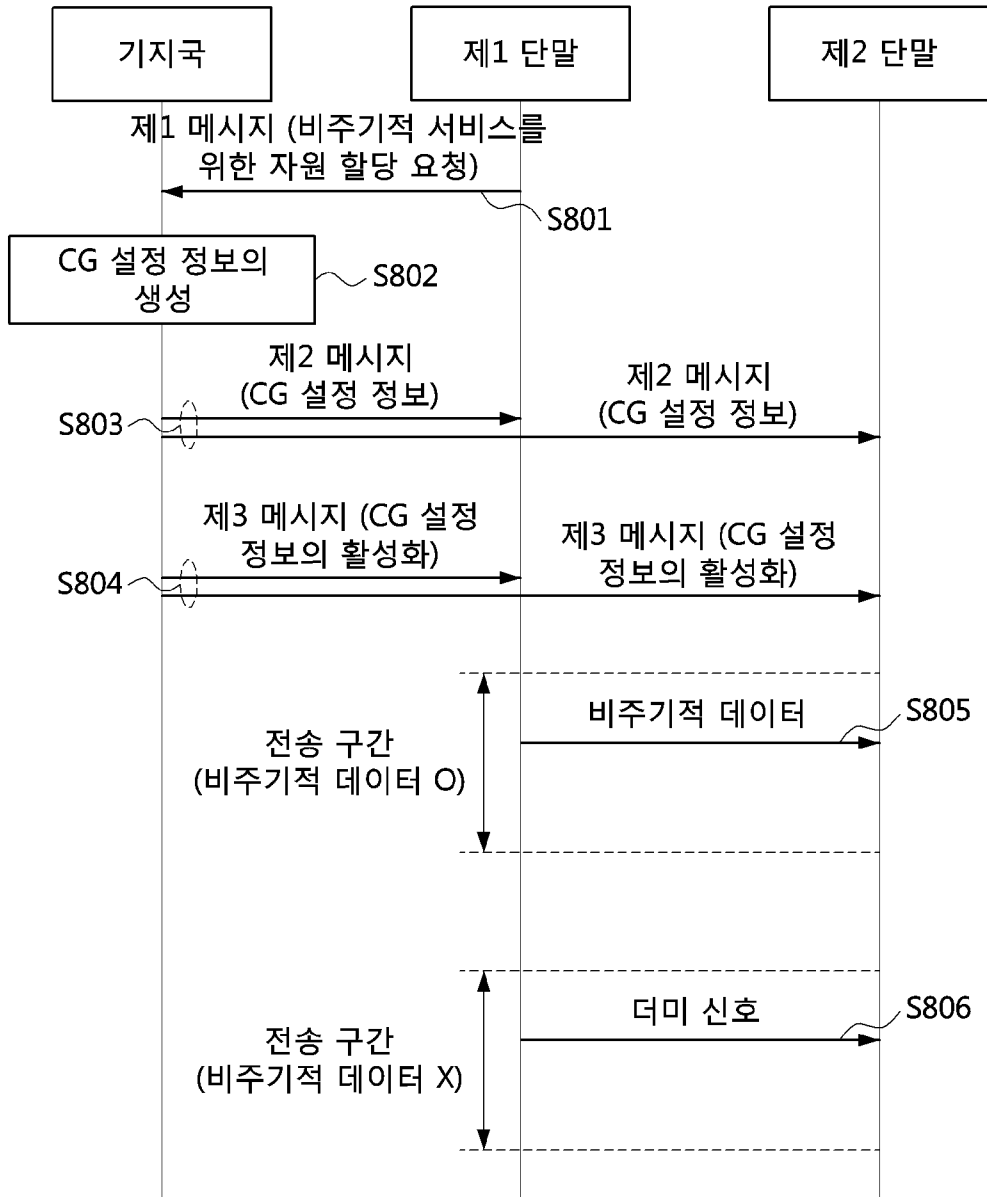 기지국
제1 단말
제2 단말
제1 메시지 (비주기적 서비스를
위한 자원 할당 요청)
S801
CG 설정 정보의
생성
S802
제2 메시지
(CG 설정 정보)
제2 메시지
(CG 설정 정보)
S803
제3 메시지 (CG 설정
정보의 활성화)
제3 메시지 (CG 설정
정보의 활성화)
S804
비주기적 데이터
S805
전송 구간
(비주기적 데이터 O)
더미 신호
S806
전송 구간
(비주기적 데이터 X)